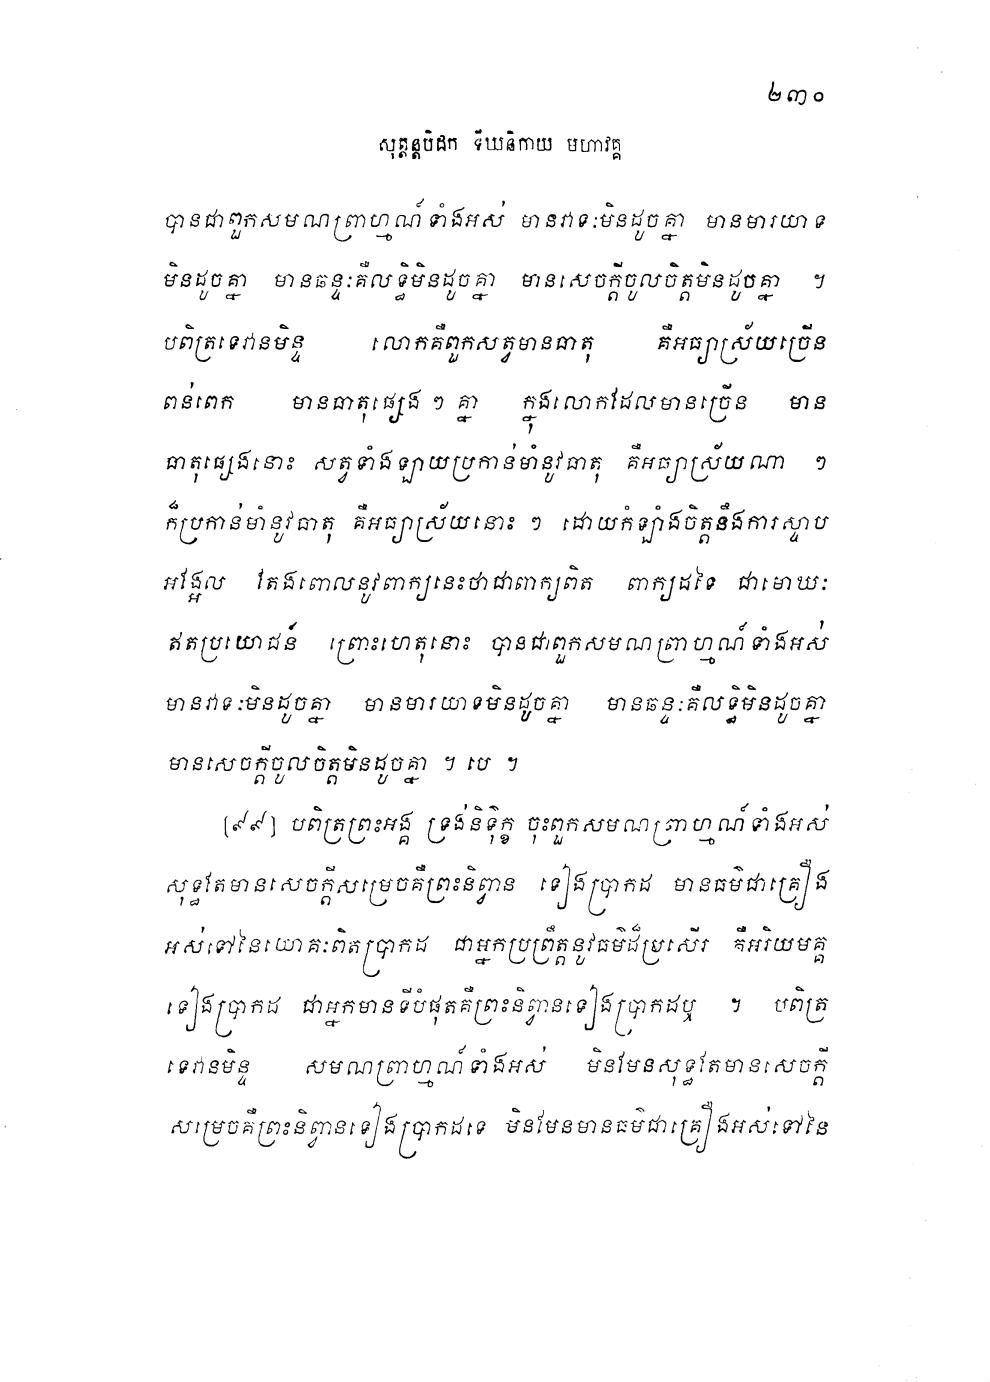 ២៣០
សុត្តន្តបិដក ទីឃនិកាយ មហាវគ្គ
បានជាពួកសមណព្រាហ្មណ៍ទាំងអស់ មានវាទៈមិនដូចគ្នា មានមារយាទ
មិនដូចគ្នា មានឆន្ទៈគឺលទ្ធិមិនដូចគ្នា មានសេចក្តីចូលចិត្តមិនដូចគ្នា ។
បពិត្រទេវានមិន្ទ លោកគឺពួកសត្វមានធាតុ គឺអធ្យាស្រ័យច្រើន
ពន់ពេក មានធាតុផ្សេង ៗ គ្នា ក្នុងលោកដែលមានច្រើន មាន
ធាតុផ្សេងនោះ សត្វទាំងឡាយប្រកាន់មាំនូវធាតុ គឺអធ្យាស្រ័យណា ៗ
ក៏ប្រកាន់មាំនូវធាតុ គឺអធ្យាស្រ័យនោះ ៗ ដោយកំឡាំងចិត្តនឹងការស្ទាប
អង្អែល តែងពោលនូវពាក្យនេះថាជាពាក្យពិត ពាក្យដទៃ ជាមោឃៈ
ឥតប្រយោជន៍ ព្រោះហេតុនោះ បានជាពួកសមណព្រាហ្មណ៍ទាំងអស់
មានវាទៈមិនដូចគ្នា មានមារយាទមិនដូចគ្នា មានឆន្ទៈគឺលទ្ធិមិនដូចគ្នា
មានសេចក្តីចូលចិត្តមិនដូចគ្នា ។ បេ ។
[៩៩] បពិត្រព្រះអង្គ ទ្រង់និទុ៌ក្ខ ចុះពួកសមណព្រាហ្មណ៍ទាំងអស់
សុទ្ធតែមានសេចក្តីសម្រេចគឺព្រះនិព្វាន ទៀងប្រាកដ មានធម៌ជាគ្រឿង
អស់ទៅនៃយោគៈពិតប្រាកដ ជាអ្នកប្រព្រឹត្តនូវធម៌ដ៏ប្រសើរ គឺអរិយមគ្គ
ទៀងប្រាកដ ជាអ្នកមានទីបំផុតគឺព្រះនិព្វានទៀងប្រាកដឬ ។ បពិត្រ
ទេវានមិន្ទ សមណព្រាហ្មណ៍ទាំងអស់ មិនមែនសុទ្ធតែមានសេចក្តី
សម្រេចគឺព្រះនិព្វានទៀងប្រាកដទេ មិនមែនមានធម៌ជាគ្រឿងអស់ទៅនៃ